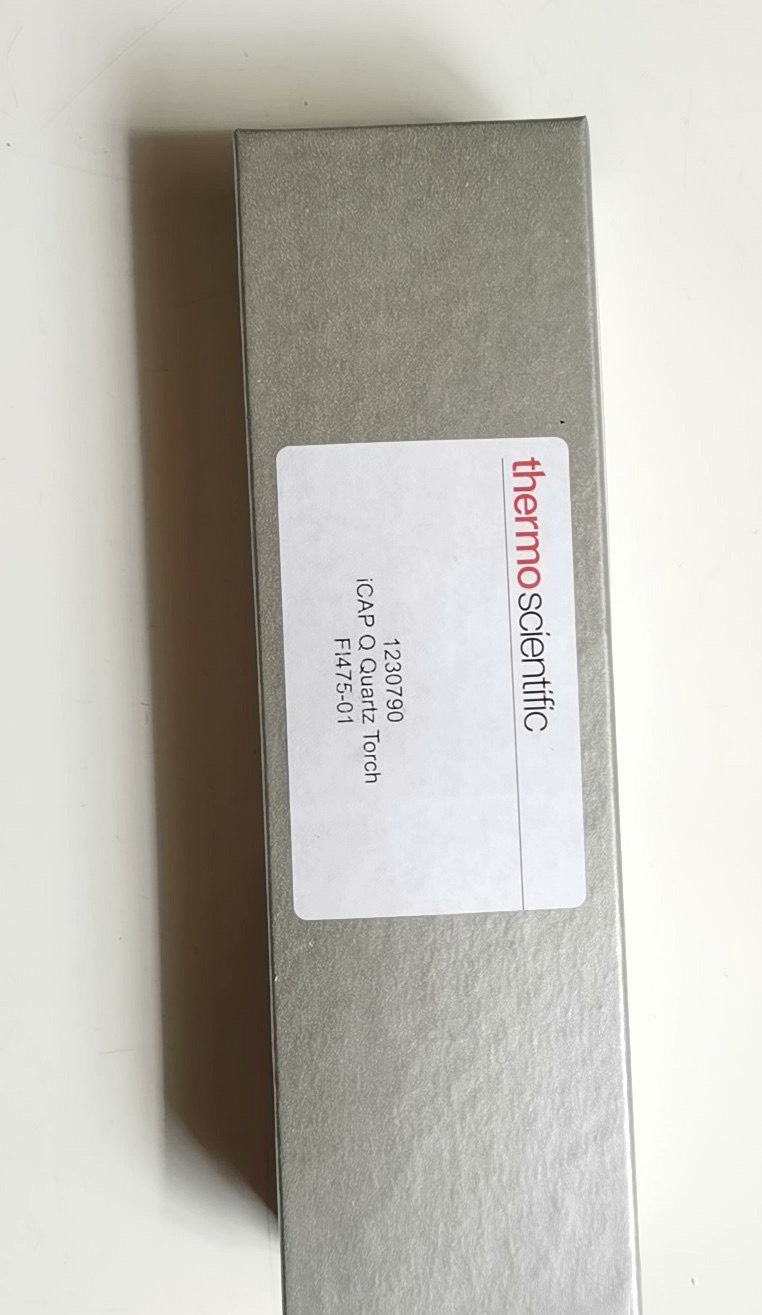 thermoscientific
1230790
iCAP Q Quartz Torch
FI475-01